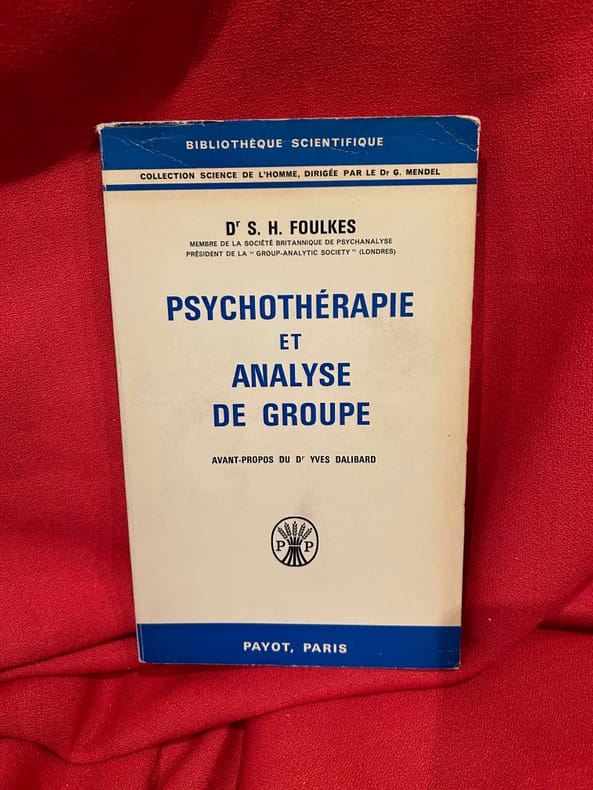 BIBLIOTHÈQUE SCIENTIFIQUE
COLLECTION SCIENCE DE L'HOMME, DIRIGÉE PAR LE Dr G. MENDEL
Dr S. H. FOULKES
MEMBRE DE LA SOCIÉTÉ BRITANNIQUE DE PSYCHANALYSE
PRÉSIDENT DE LA "GROUP-ANALYTIC SOCIETY" (LONDRES)
PSYCHOTHÉRAPIE
ET
ANALYSE
DE GROUPE
AVANT-PROPOS DU Dr YVES DALIBARD
P P
PAYOT, PARIS